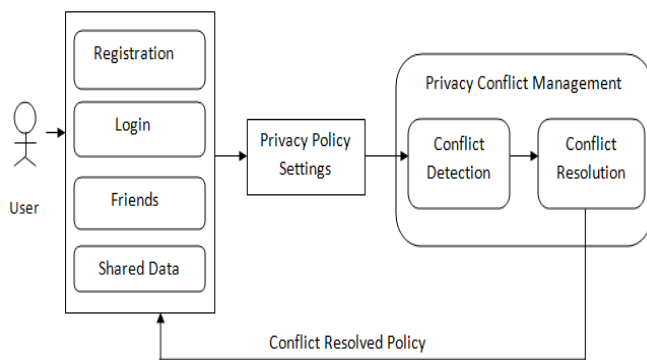 Registration
Login
Friends
Shared Data
User
Privacy Policy
Settings
Privacy Conflict Management
Conflict
Detection
Conflict
Resolution
Conflict Resolved Policy